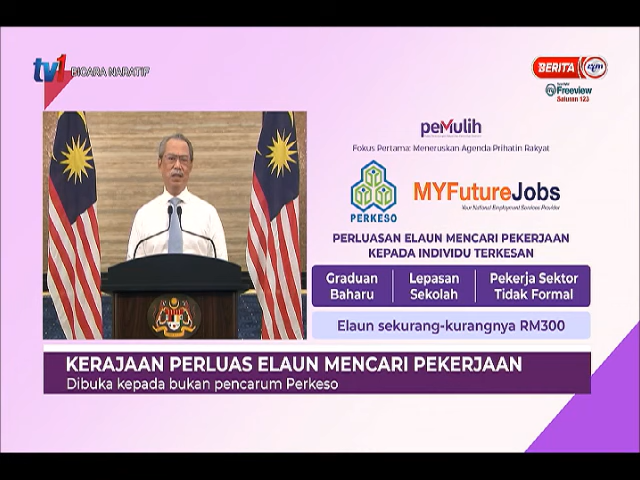 tv1 BICARA NARATIF
BERITA rtm
Freeview
Saluran 123
peMulih
Fokus Pertama: Meneruskan Agenda Prihatin Rakyat
PERKESO
MYFutureJobs
Your National Employment Services Provider
PERLUASAN ELAUN MENCARI PEKERJAAN
KEPADA INDIVIDU TERKESAN
Graduan Baharu
Lepasan Sekolah
Pekerja Sektor Tidak Formal
Elaun sekurang-kurangnya RM300
KERAJAAN PERLUAS ELAUN MENCARI PEKERJAAN
Dibuka kepada bukan pencarum Perkeso